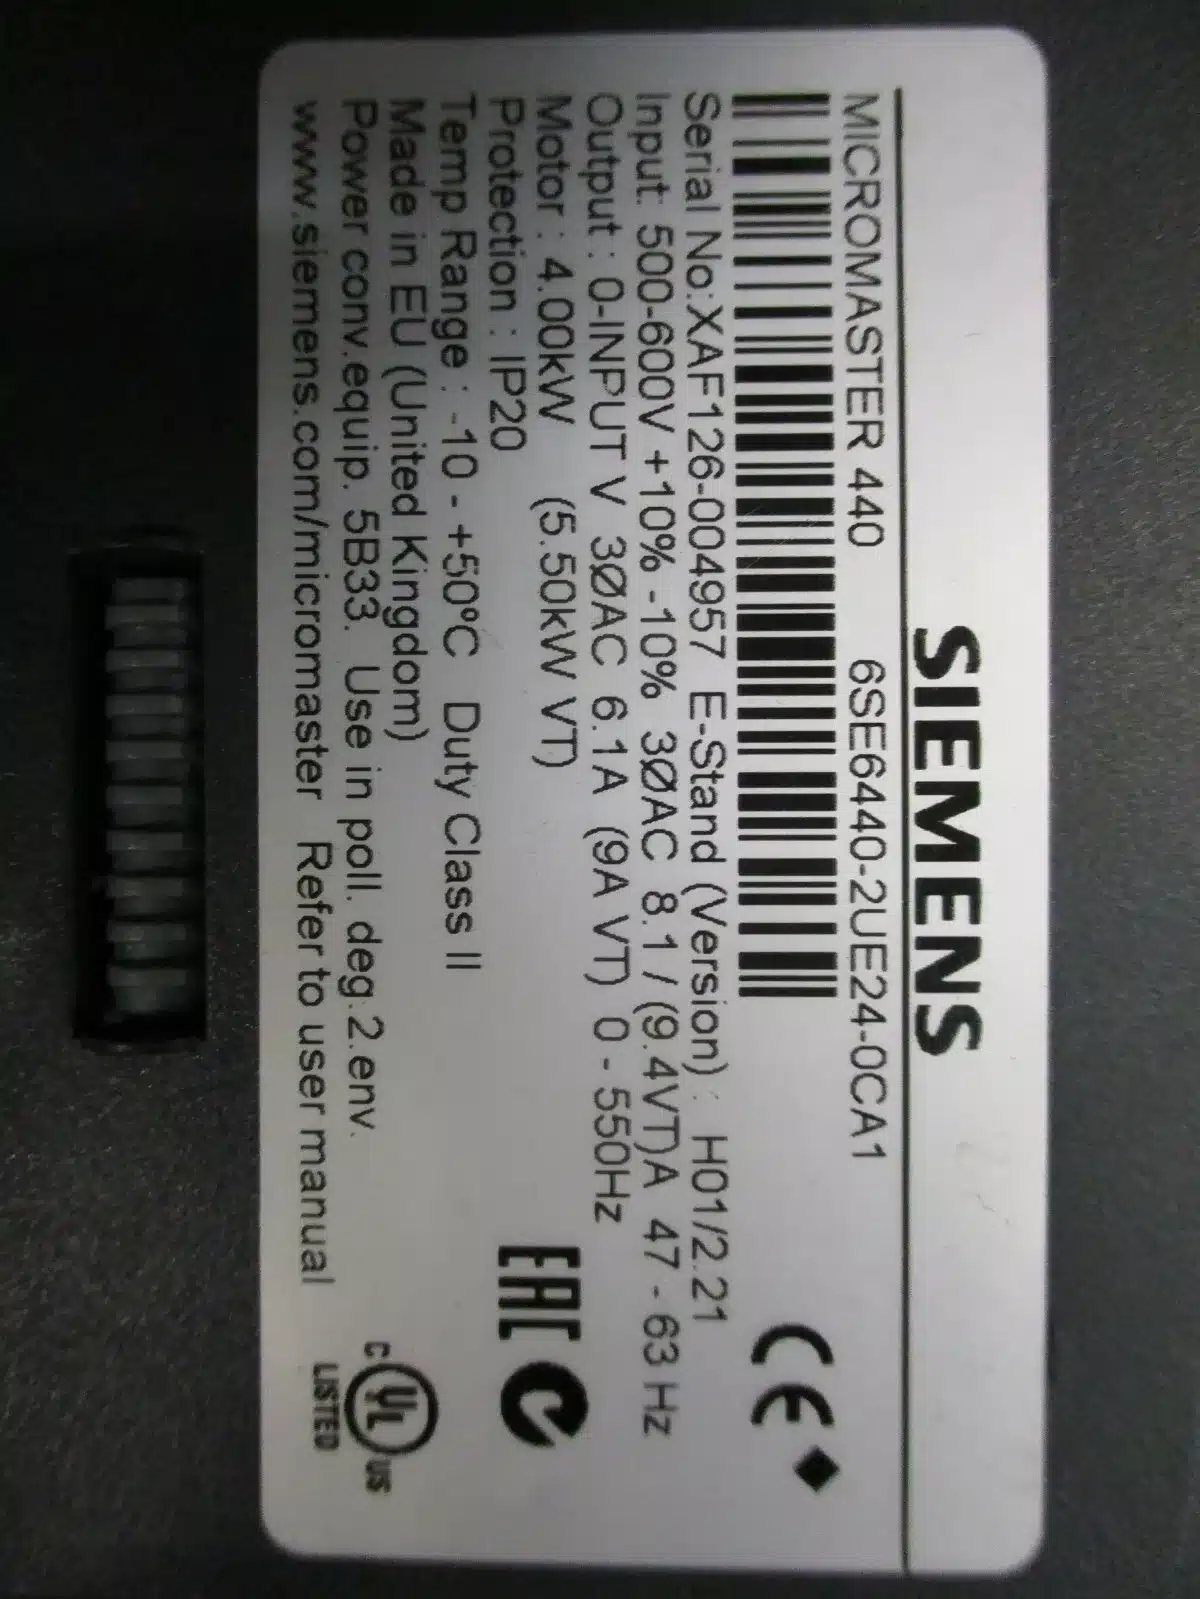 SIEMENS
MICROMASTER 440 6SE6440-2UE24-0CA1
Serial No:XAF126-004957 E-Stand (Version) : H01/2.21
Input: 500-600V +10% -10% 3ØAC 8.1 / (9.4VT)A 47 - 63 Hz
Output : 0-INPUT V 3ØAC 6.1A (9A VT) 0 - 550Hz
Motor : 4.00kW (5.50kW VT)
Protection : IP20
Temp Range : -10 - +50ºC Duty Class II
Made in EU (United Kingdom)
Power conv.equip. 5B33. Use in poll. deg.2.env.
www.siemens.com/micromaster Refer to user manual
CE
EAC
C UL US
LISTED